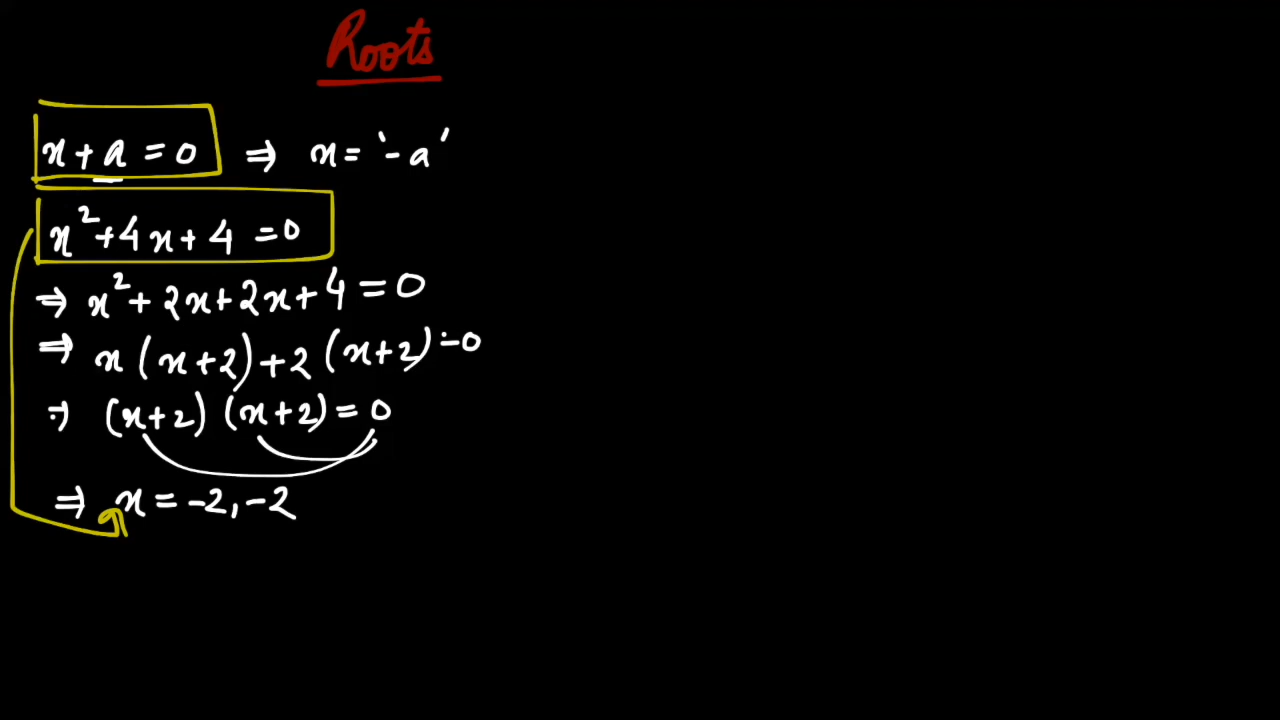 Roots
x + a = 0 ⇒ x = '-a'
x² + 4x + 4 = 0
⇒ x² + 2x + 2x + 4 = 0
⇒ x (x + 2) + 2 (x + 2) = 0
⇒ (x + 2) (x + 2) = 0
⇒ x = -2, -2